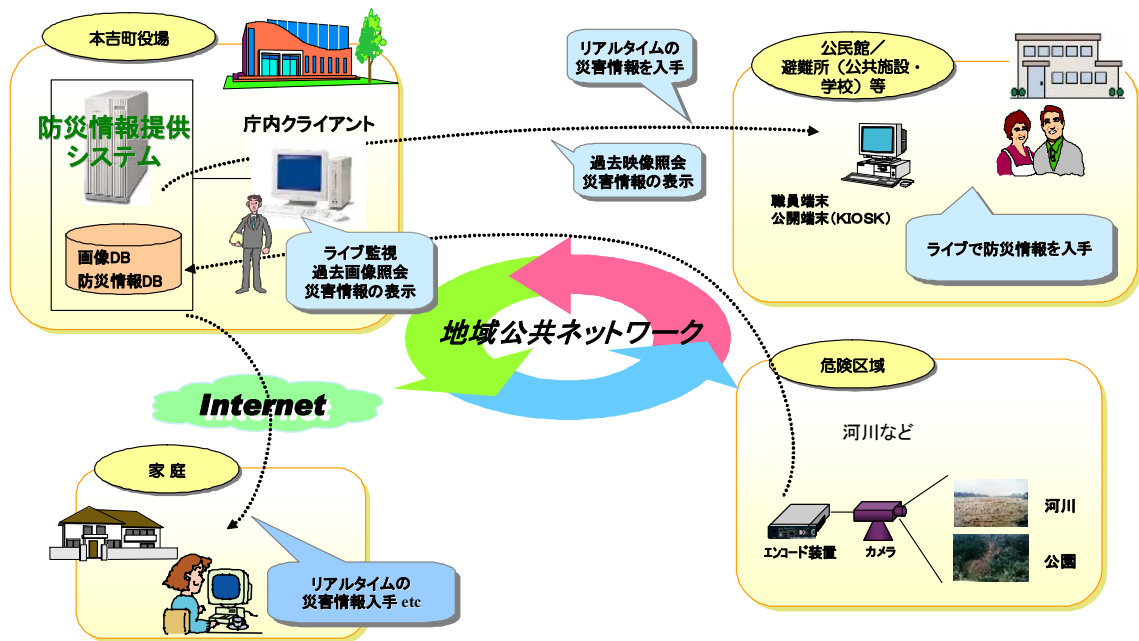 本吉町役場
防災情報提供
システム
庁内クライアント
画像DB
防災情報DB
ライブ監視
過去画像照会
災害情報の表示
リアルタイムの
災害情報を入手
過去映像照会
災害情報の表示
公民館／
避難所（公共施設・
学校）等
職員端末
公開端末（KIOSK）
ライブで防災情報を入手
地域公共ネットワーク
Internet
家 庭
リアルタイムの
災害情報入手 etc
危険区域
河川など
エンコード装置
カメラ
河川
公園